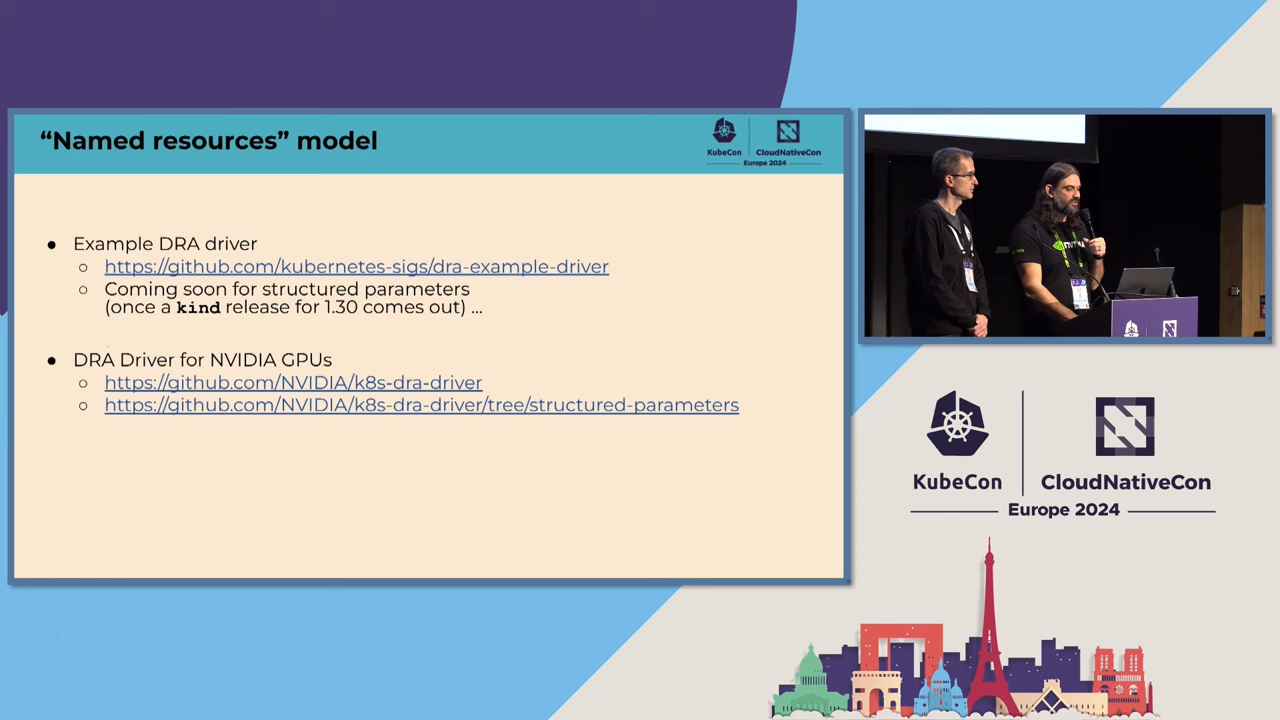 “Named resources” model
KubeCon
CloudNativeCon
Europe 2024
● Example DRA driver
○ https://github.com/kubernetes-sigs/dra-example-driver
○ Coming soon for structured parameters
(once a kind release for 1.30 comes out) ...
● DRA Driver for NVIDIA GPUs
○ https://github.com/NVIDIA/k8s-dra-driver
○ https://github.com/NVIDIA/k8s-dra-driver/tree/structured-parameters
KubeCon
CloudNativeCon
Europe 2024